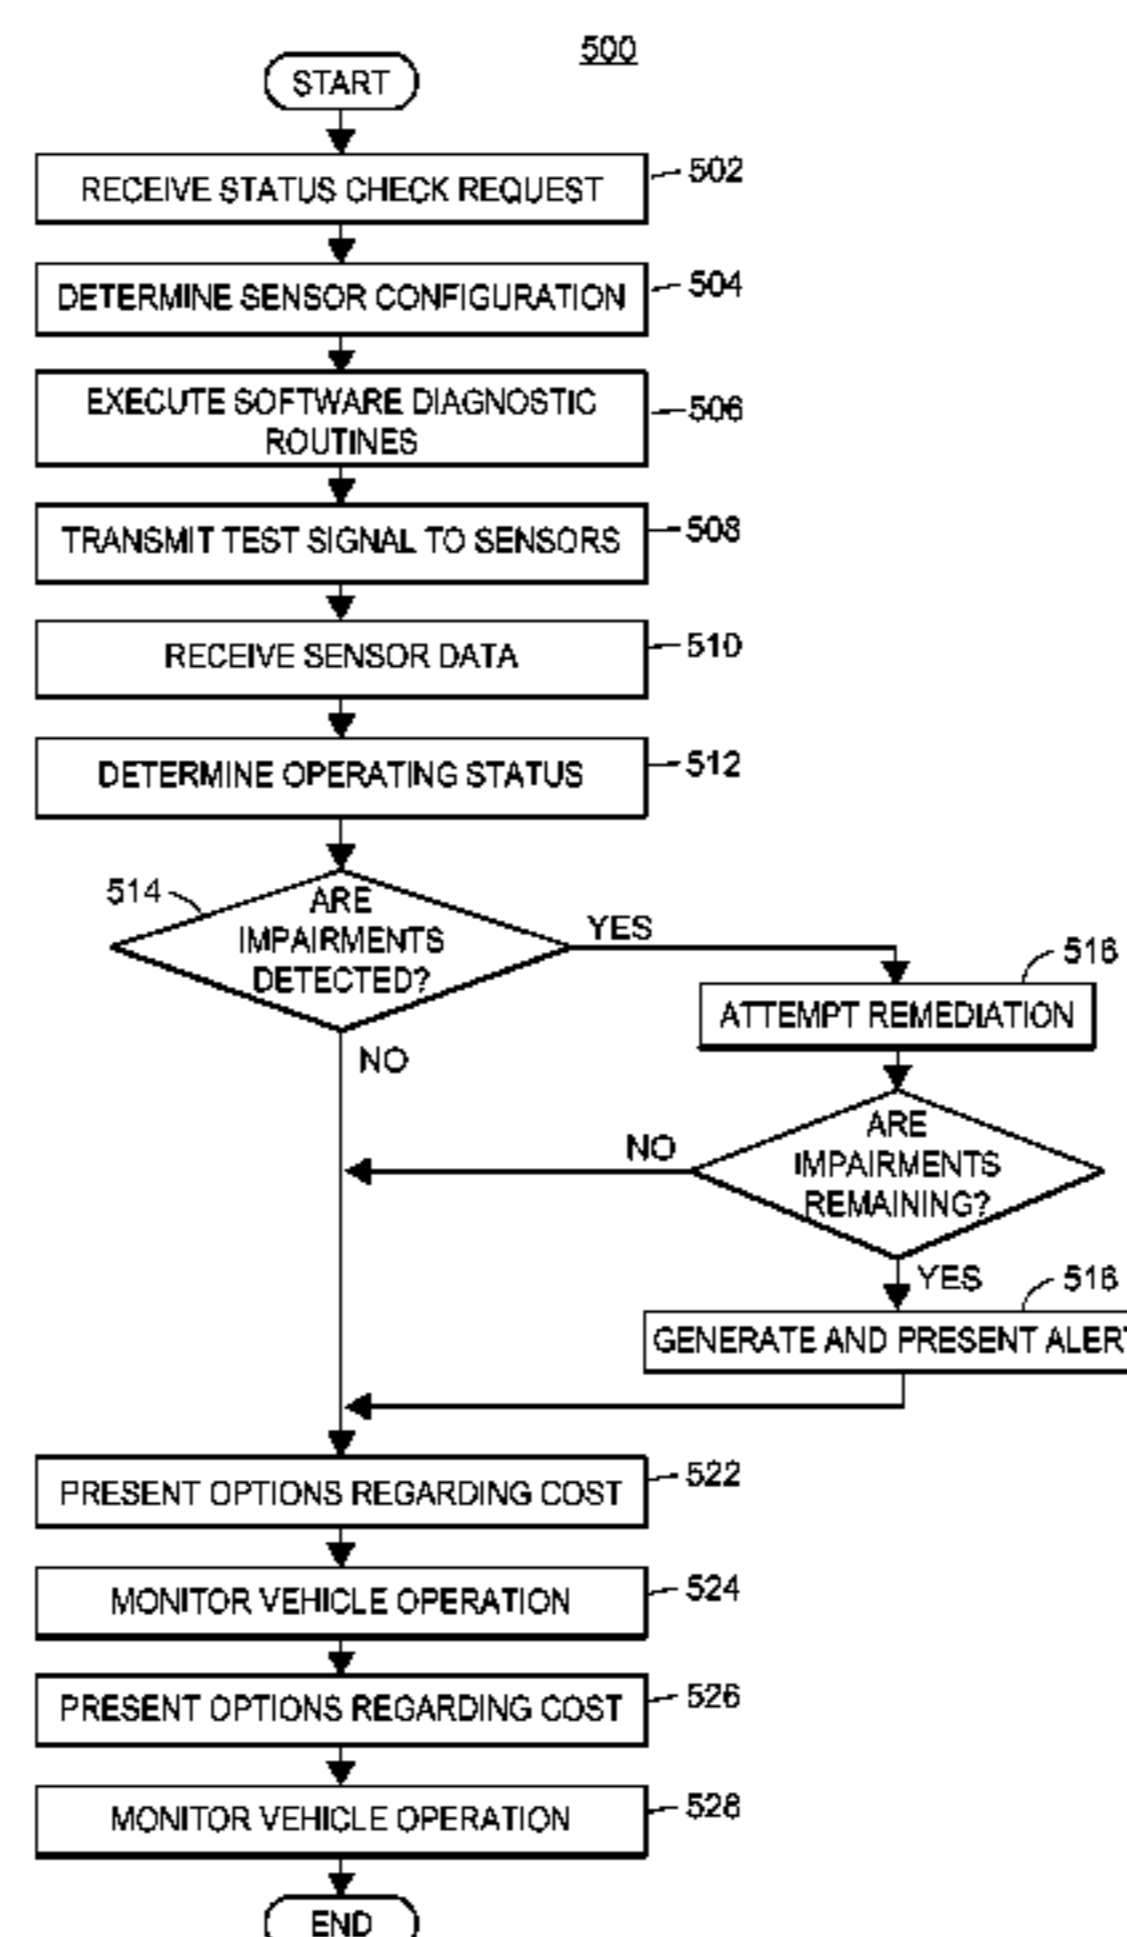 500
START
RECEIVE STATUS CHECK REQUEST
502
DETERMINE SENSOR CONFIGURATION
504
EXECUTE SOFTWARE DIAGNOSTIC
ROUTINES
506
TRANSMIT TEST SIGNAL TO SENSORS
508
RECEIVE SENSOR DATA
510
DETERMINE OPERATING STATUS
512
514
ARE
IMPAIRMENTS
DETECTED?
YES
NO
516
ATTEMPT REMEDIATION
ARE
IMPAIRMENTS
REMAINING?
NO
YES
516
GENERATE AND PRESENT ALERT
PRESENT OPTIONS REGARDING COST
522
MONITOR VEHICLE OPERATION
524
PRESENT OPTIONS REGARDING COST
526
MONITOR VEHICLE OPERATION
528
END